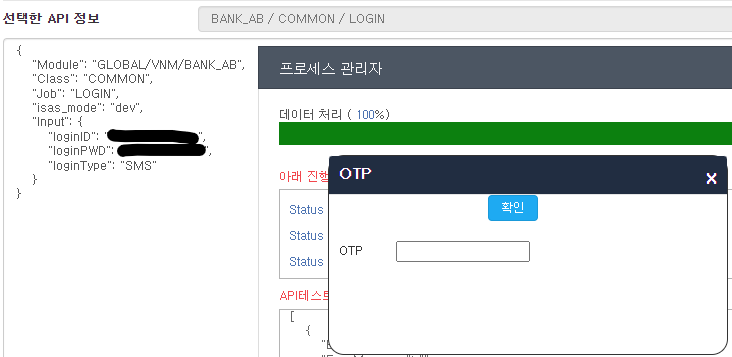 선택한 API 정보
BANK_AB / COMMON / LOGIN
{
"Module": "GLOBAL/VNM/BANK_AB",
"Class": "COMMON",
"Job": "LOGIN",
"isas_mode": "dev",
"Input": {
"loginID": "",
"loginPWD": "",
"loginType": "SMS"
}
}
프로세스 관리자
데이터 처리 ( 100%)
아래 진행
Status
Status
Status
API테스트
[
{
OTP
×
확인
OTP